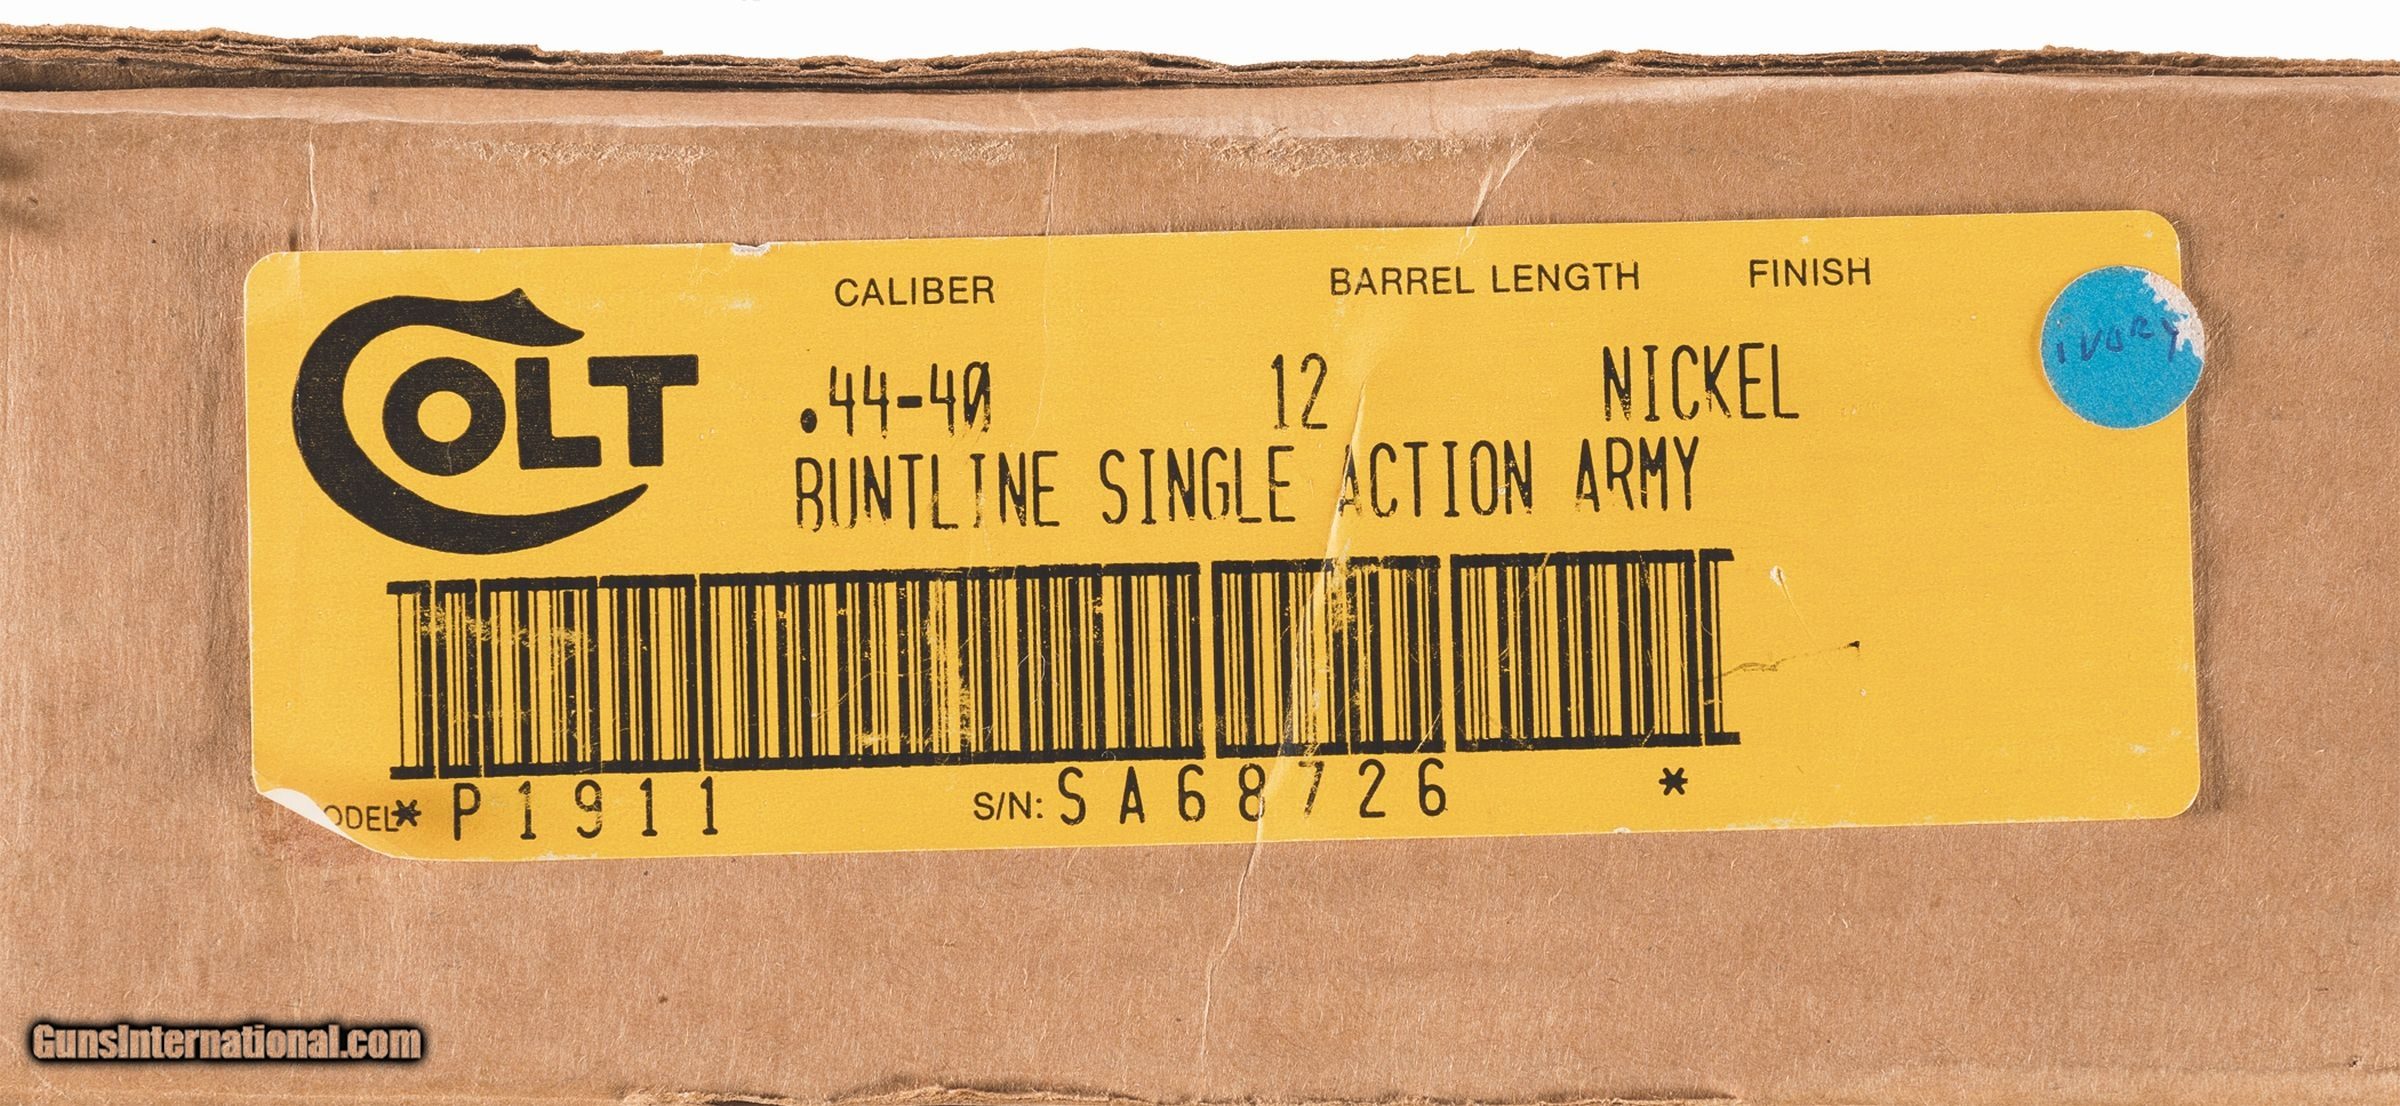 COLT
CALIBER BARREL LENGTH FINISH
.44-40 12 NICKEL
ivory
BUNTLINE SINGLE ACTION ARMY
ODEL* P1911 S/N: SA68726 *
GunsInternational.com